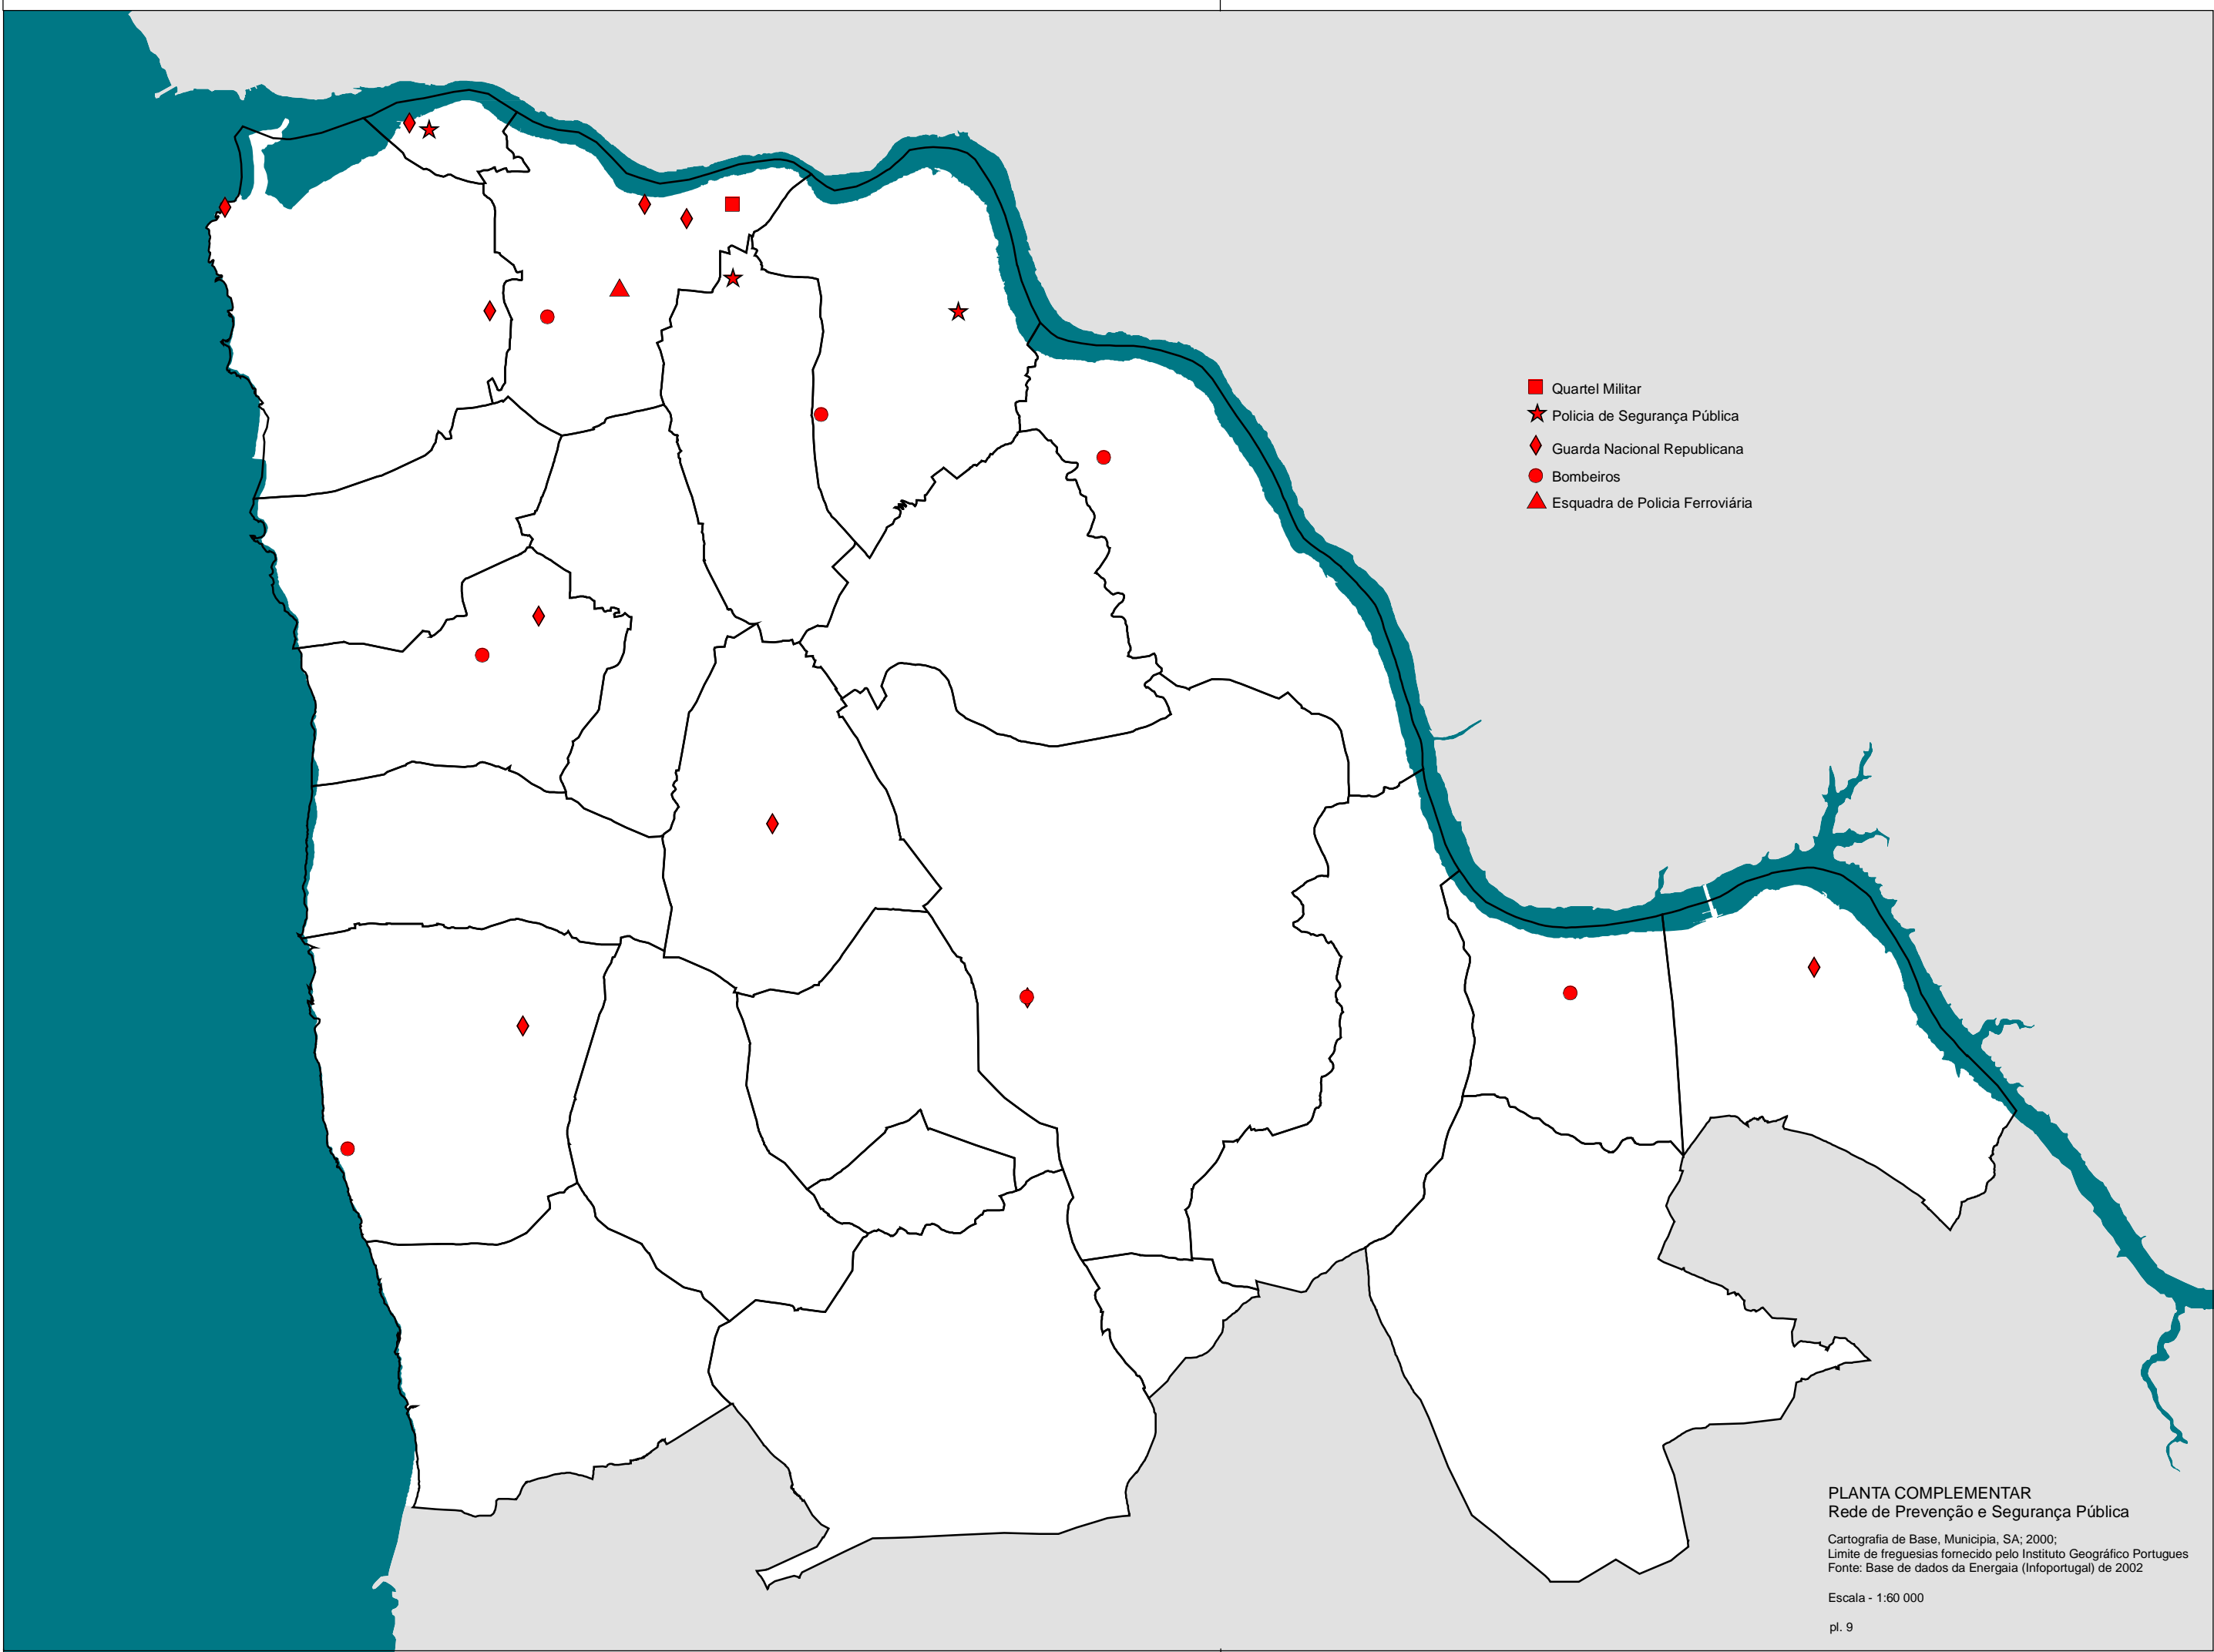 Quartel Militar
Policia de Segurança Pública
Guarda Nacional Republicana
Bombeiros
Esquadra de Policia Ferroviária
PLANTA COMPLEMENTAR
Rede de Prevenção e Segurança Pública
Cartografia de Base, Municipia, SA; 2000;
Limite de freguesias fornecido pelo Instituto Geográfico Portugues
Fonte: Base de dados da Energaia (Infoportugal) de 2002
Escala - 1:60 000
pl. 9